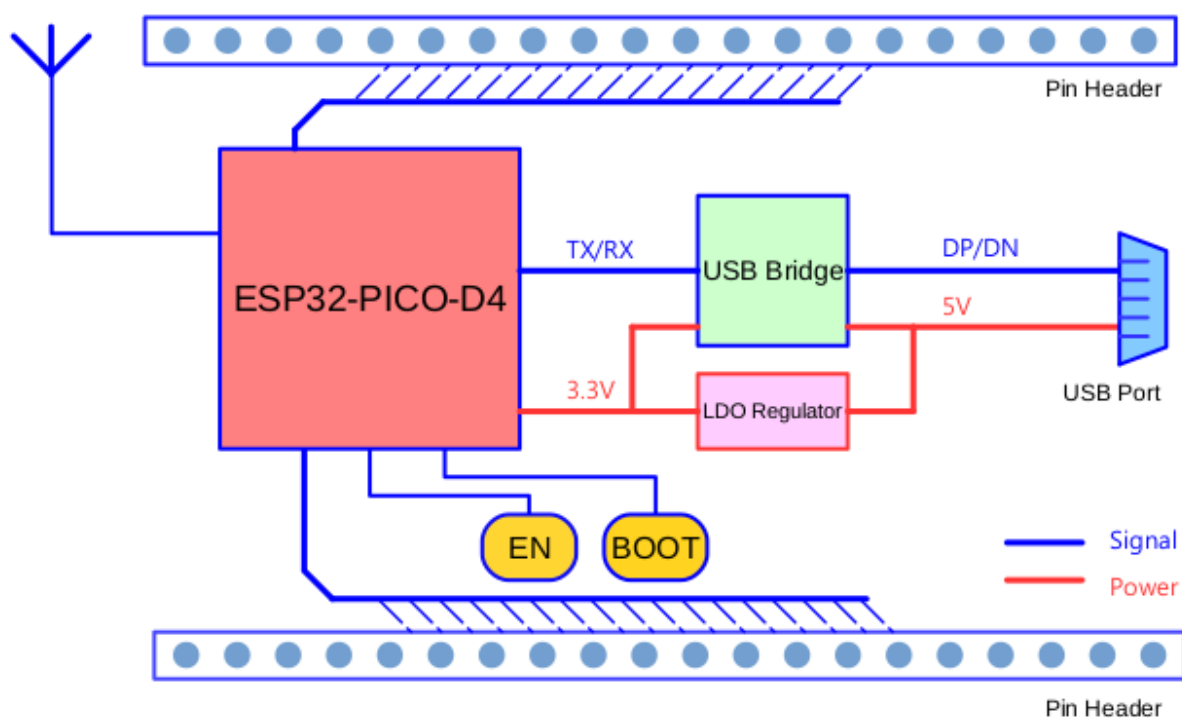 Pin Header
TX/RX
DP/DN
USB Bridge
ESP32-PICO-D4
5V
3.3V
USB Port
LDO Regulator
EN
BOOT
Signal
Power
Pin Header